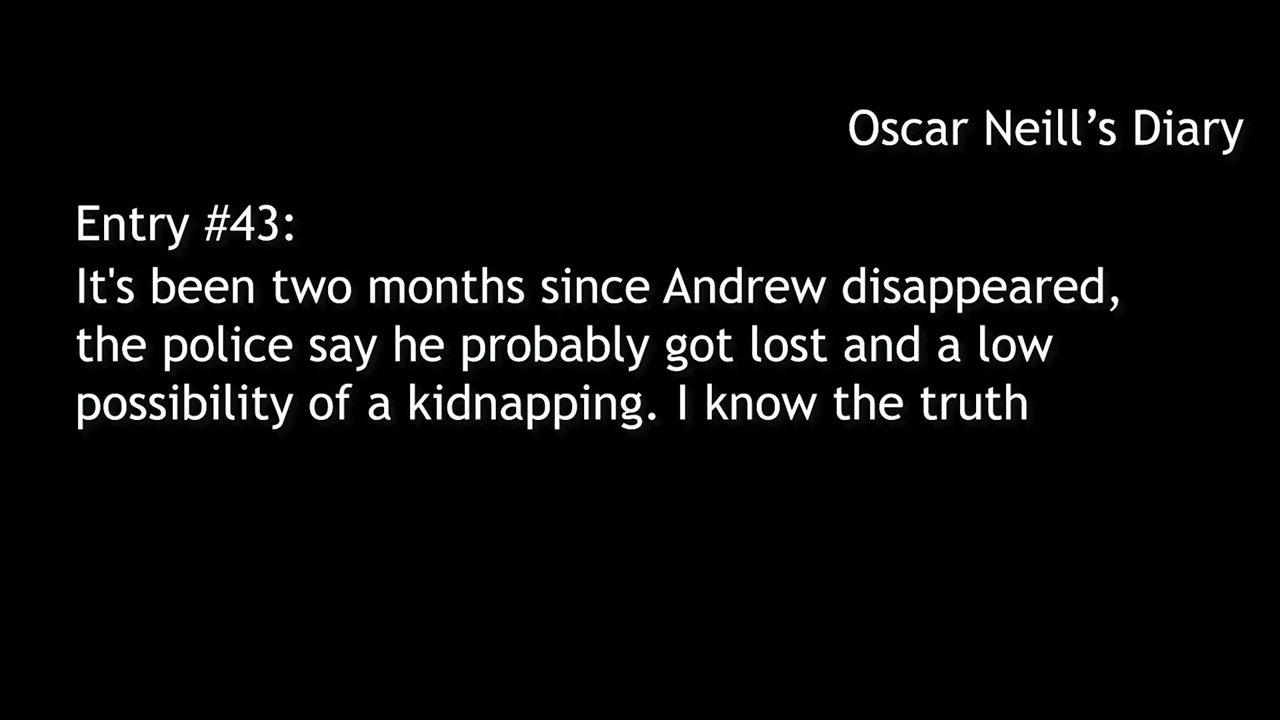 Oscar Neill’s Diary
Entry #43:
It's been two months since Andrew disappeared,
the police say he probably got lost and a low
possibility of a kidnapping. I know the truth